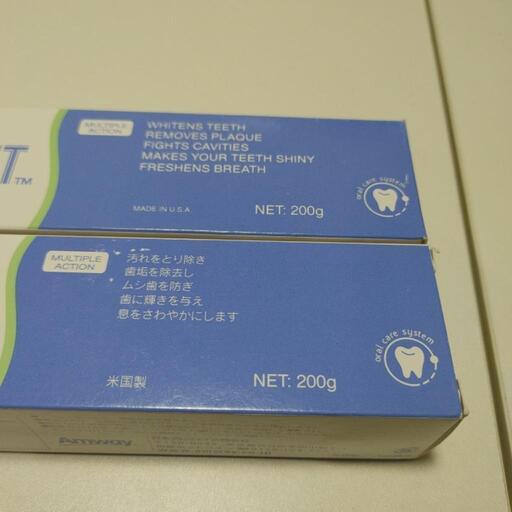 T™
MULTIPLE
ACTION
WHITENS TEETH
REMOVES PLAQUE
FIGHTS CAVITIES
MAKES YOUR TEETH SHINY
FRESHENS BREATH
oral care system
MADE IN U.S.A.
NET: 200g
MULTIPLE
ACTION
汚れをとり除き
歯垢を除去し
ムシ歯を防ぎ
歯に輝きを与え
息をさわやかにします
oral care system
米国製
NET: 200g
Amway